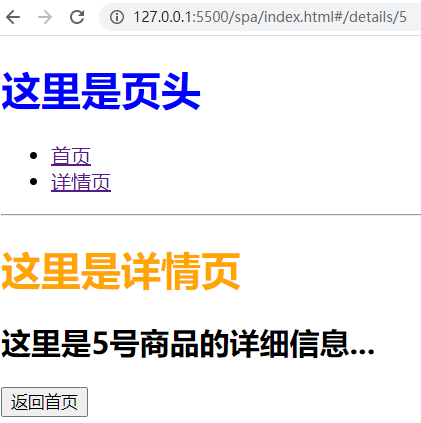 127.0.0.1:5500/spa/index.html#/details/5
这里是页头
首页
详情页
这里是详情页
这里是5号商品的详细信息...
返回首页